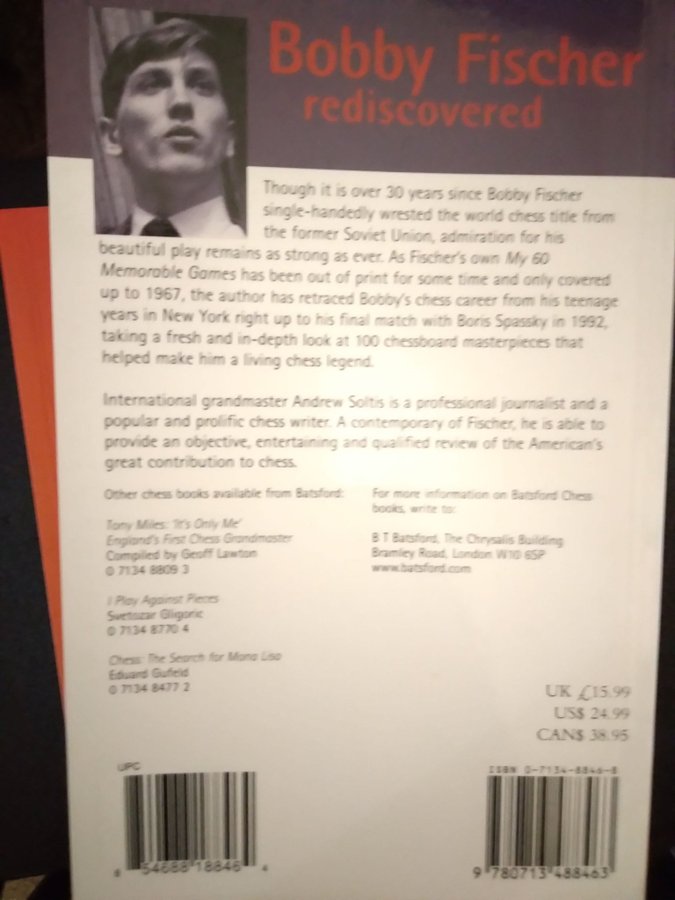 Bobby Fischer
rediscovered
Though it is over 30 years since Bobby Fischer
single-handedly wrested the world chess title from
the former Soviet Union, admiration for his
beautiful play remains as strong as ever. As Fischer's own My 60
Memorable Games has been out of print for some time and only covered
up to 1967, the author has retraced Bobby's chess career from his teenage
years in New York right up to his final match with Boris Spassky in 1992,
taking a fresh and in-depth look at 100 chessboard masterpieces that
helped make him a living chess legend.
International grandmaster Andrew Soltis is a professional journalist and a
popular and prolific chess writer. A contemporary of Fischer, he is able to
provide an objective, entertaining and qualified review of the American's
great contribution to chess.
Other chess books available from Batsford:
Tony Miles: 'It's Only Me'
England's First Chess Grandmaster
Compiled by Geoff Lawton
0 7134 8809 3
I Play Against Pieces
Svetozar Gligoric
0 7134 8770 4
Chess: The Search for Mona Lisa
Eduard Gufeld
0 7134 8477 2
For more information on Batsford Chess
books, write to:
B T Batsford, The Chrysalis Building
Bramley Road, London W10 6SP
www.batsford.com
UK £15.99
US$ 24.99
CAN$ 38.95
UPC
8 54688 18846 4
ISBN 0-7134-8846-8
9 780713 488463